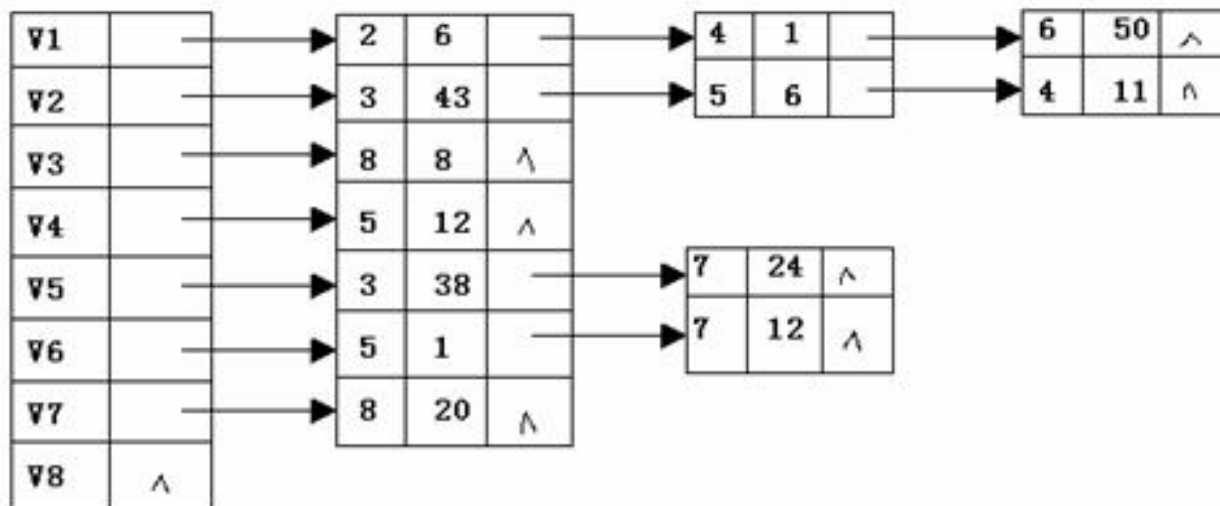 V1 2 6 4 1 6 50 ∧
V2 3 43 5 6 4 11 ∧
V3 8 8 ∧
V4 5 12 ∧
V5 3 38 7 24 ∧
V6 5 1 7 12 ∧
V7 8 20 ∧
V8 ∧